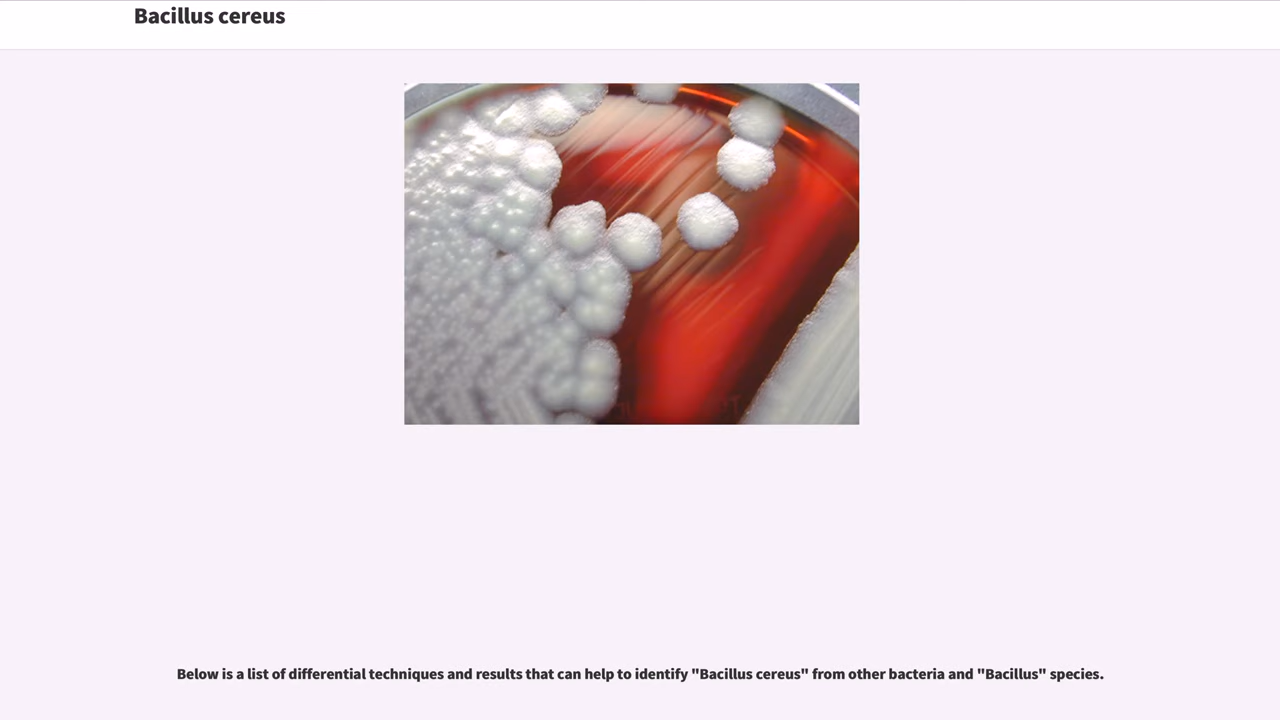 Bacillus cereus
Below is a list of differential techniques and results that can help to identify "Bacillus cereus" from other bacteria and "Bacillus" species.